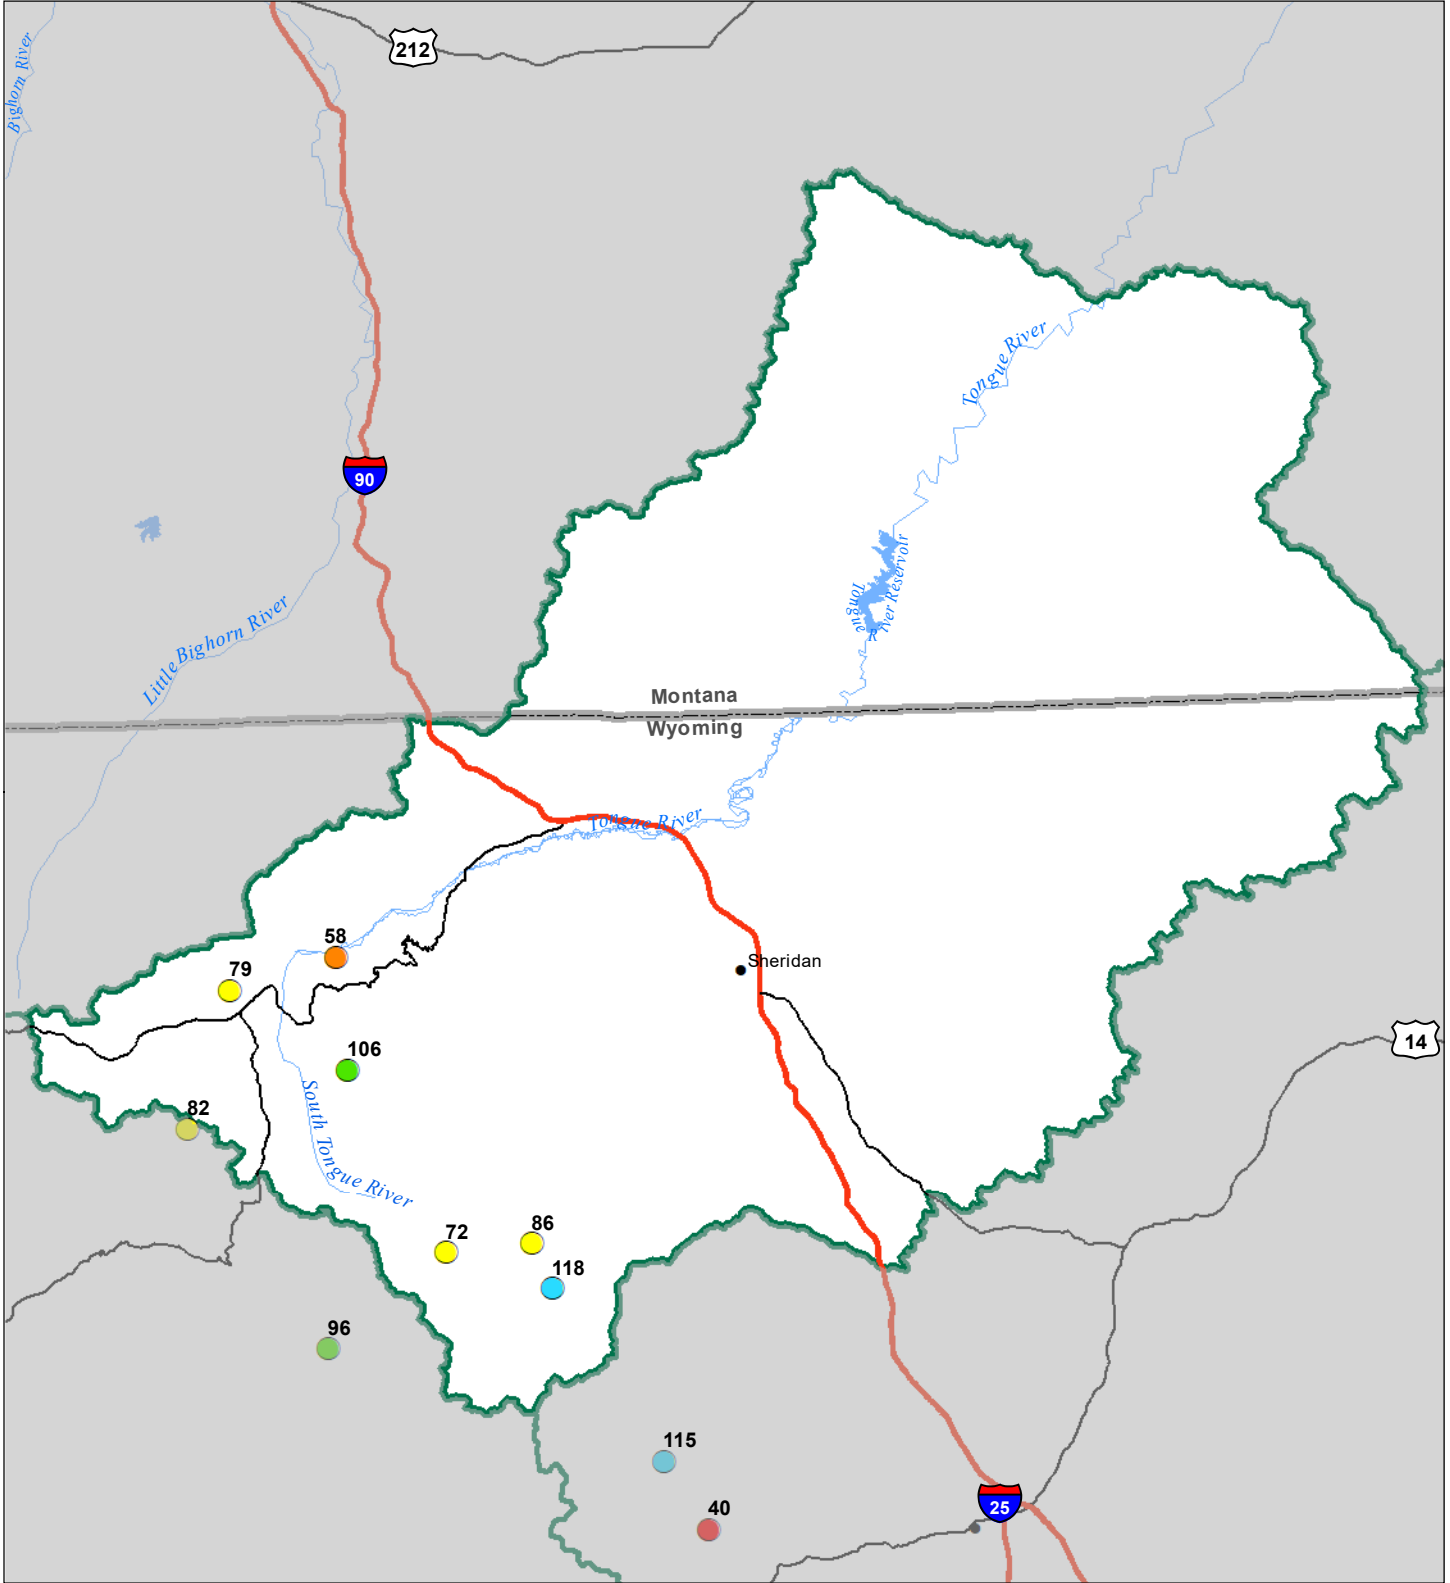 212
Bighorn River
Tongue River
90
Tongue
River Reservoir
Little Bighorn River
Montana
Wyoming
Tongue River
58
Sheridan
79
14
106
82
South Tongue River
72
86
118
96
115
40
25